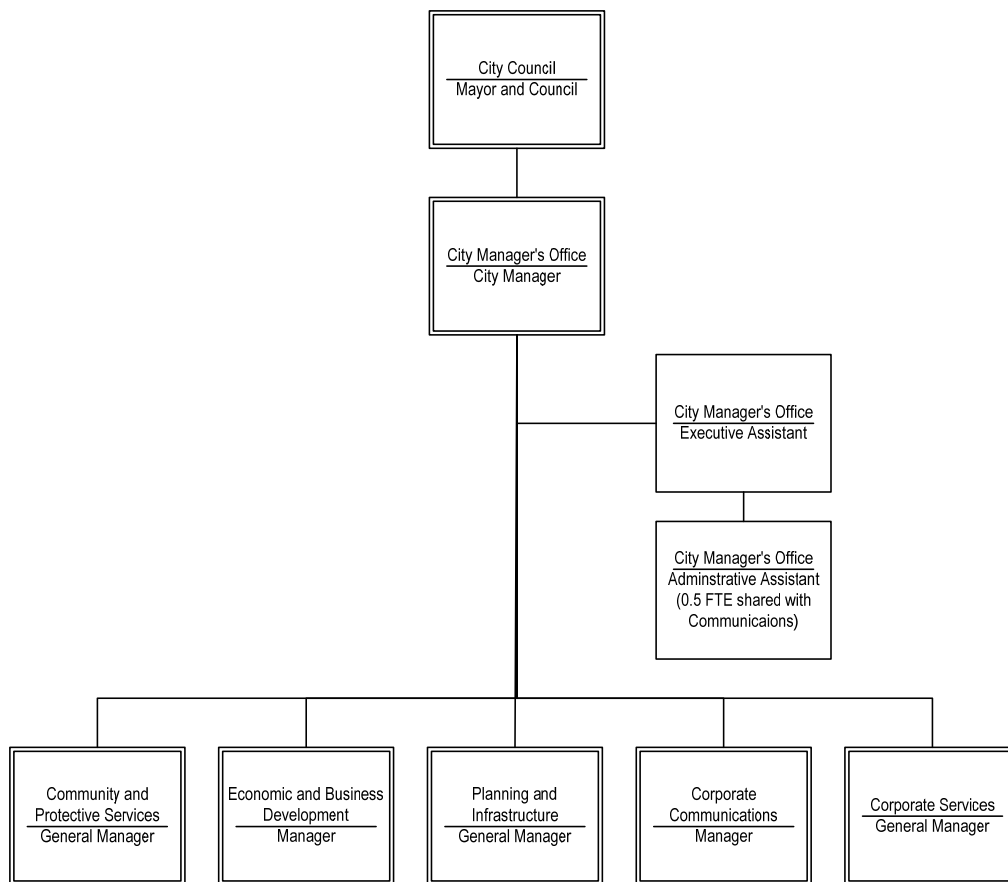 City Council
Mayor and Council
City Manager's Office
City Manager
City Manager's Office
Executive Assistant
City Manager's Office
Adminstrative Assistant
(0.5 FTE shared with
Communicaions)
Community and
Protective Services
General Manager
Economic and Business
Development
Manager
Planning and
Infrastructure
General Manager
Corporate
Communications
Manager
Corporate Services
General Manager